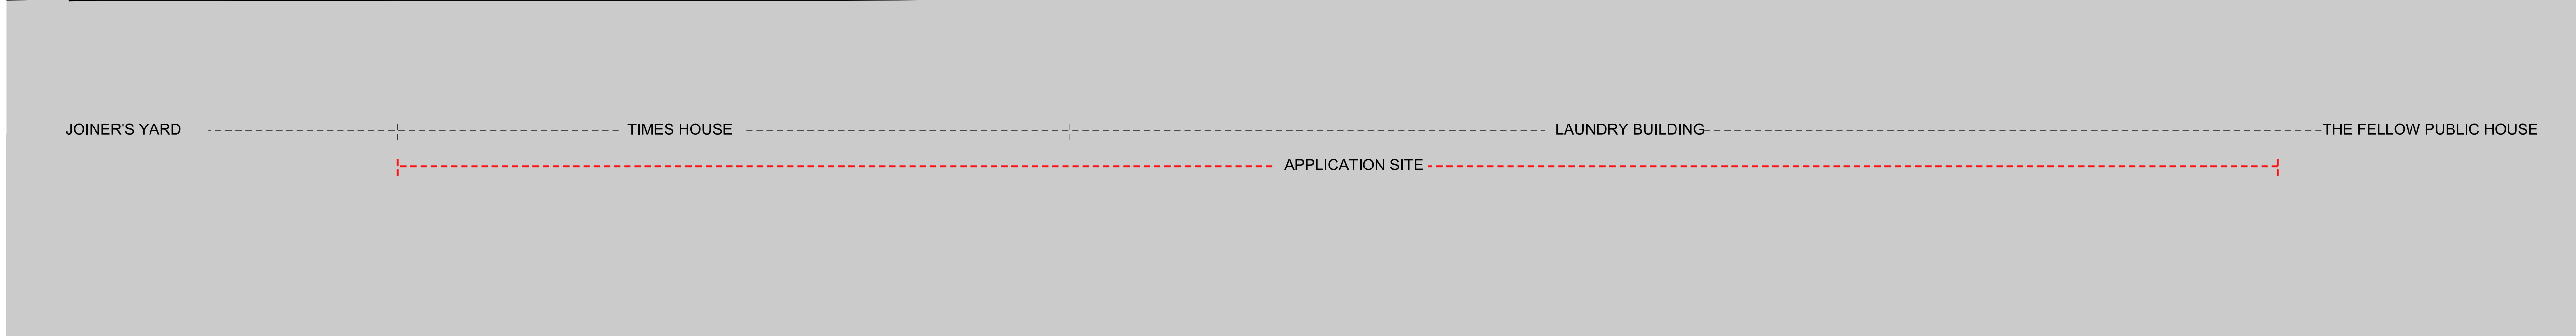 JOINER'S YARD TIMES HOUSE LAUNDRY BUILDING THE FELLOW PUBLIC HOUSE
APPLICATION SITE